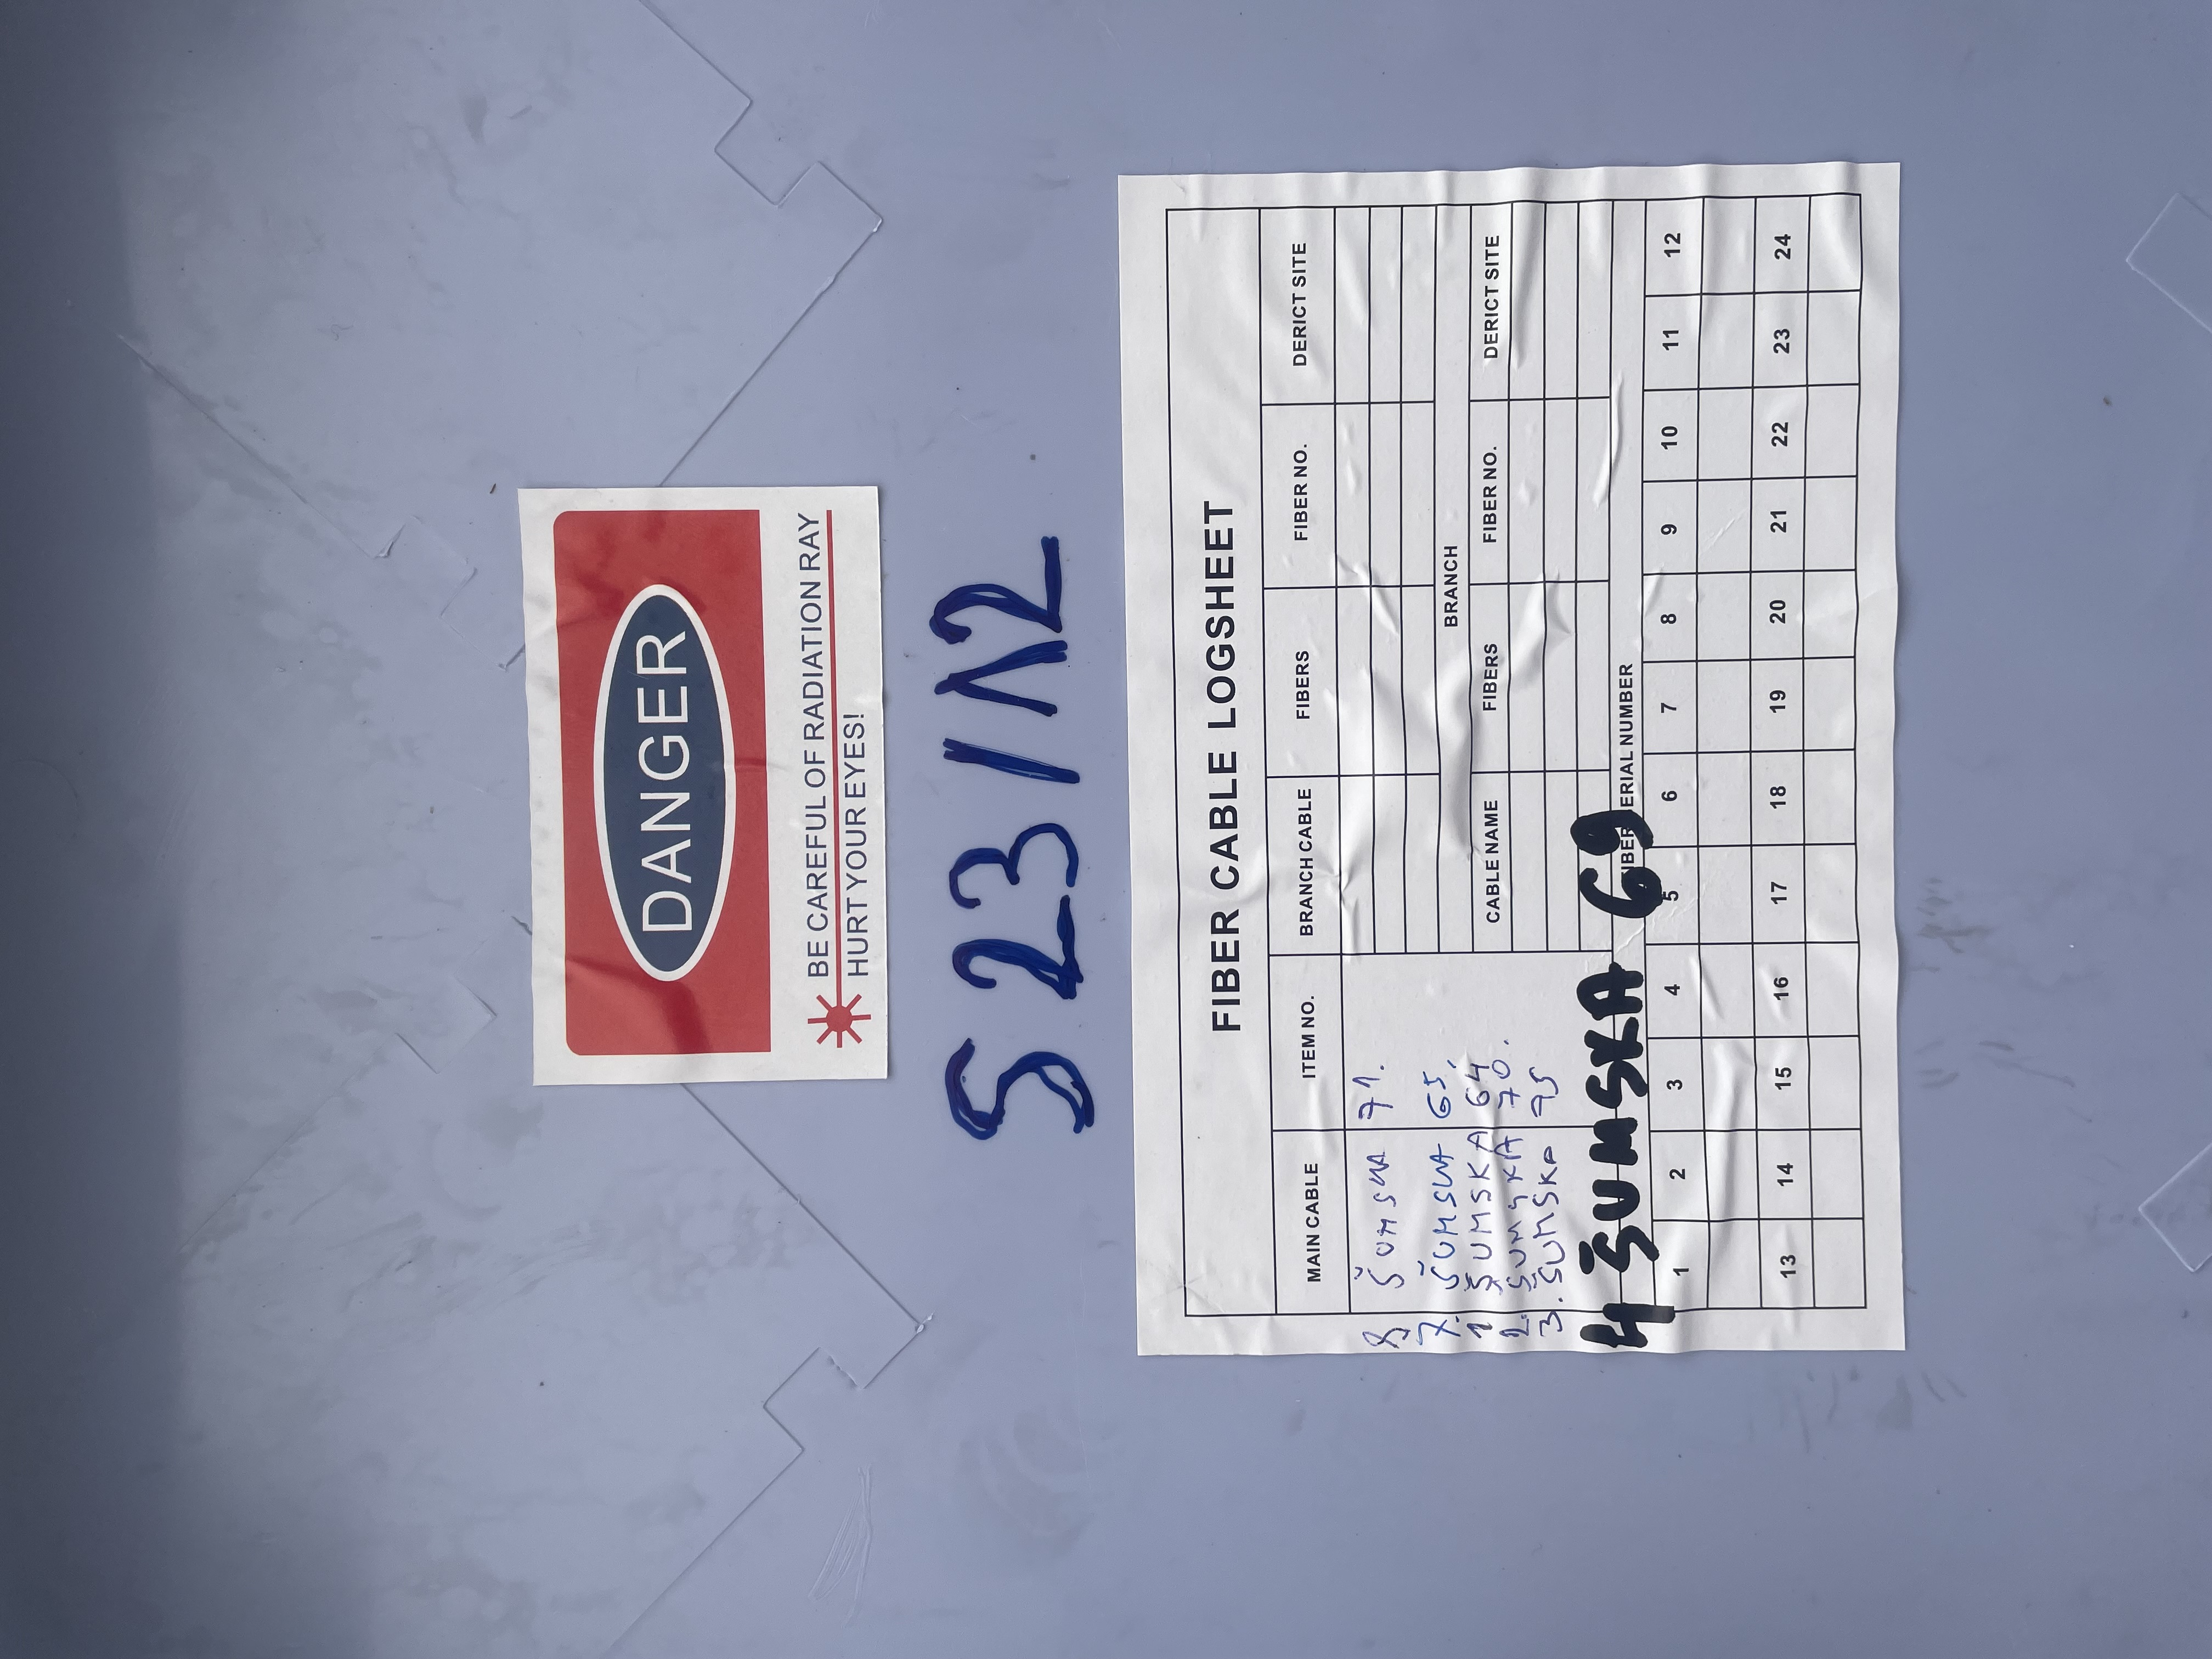 DANGER
BE CAREFUL OF RADIATION RAY
HURT YOUR EYES!
S 23/12
FIBER CABLE LOGSHEET
MAIN CABLE ITEM NO. BRANCH CABLE FIBERS FIBER NO. DERICT SITE
8 ŠUMSKA 71.
7. ŠUMSKA 65.
1. ŠUMSKA 64
2. ŠUMSKA 70.
3. ŠUMSKA 75
BRANCH
CABLE NAME FIBERS FIBER NO. DERICT SITE
4 ŠUMSKA 69
FIBER SERIAL NUMBER
1 2 3 4 5 6 7 8 9 10 11 12
13 14 15 16 17 18 19 20 21 22 23 24